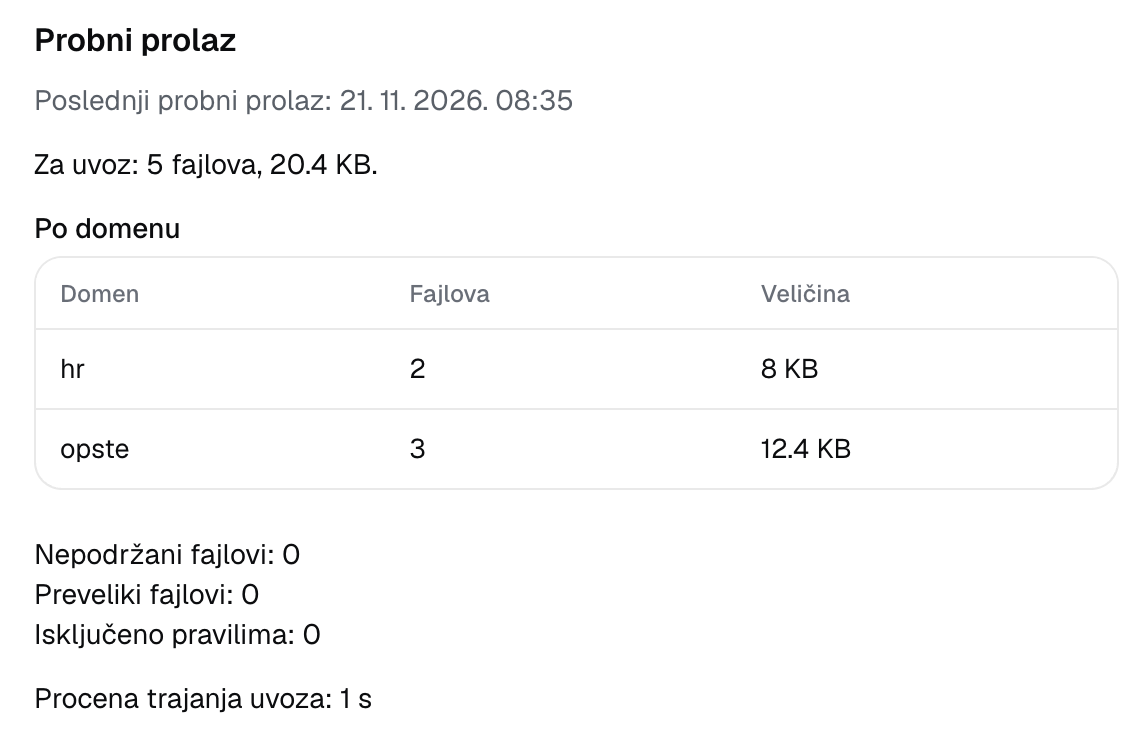 Probni prolaz
Poslednji probni prolaz: 21. 11. 2026. 08:35
Za uvoz: 5 fajlova, 20.4 KB.
Po domenu
Domen Fajlova Veličina
hr 2 8 KB
opste 3 12.4 KB
Nepodržani fajlovi: 0
Preveliki fajlovi: 0
Isključeno pravilima: 0
Procena trajanja uvoza: 1 s